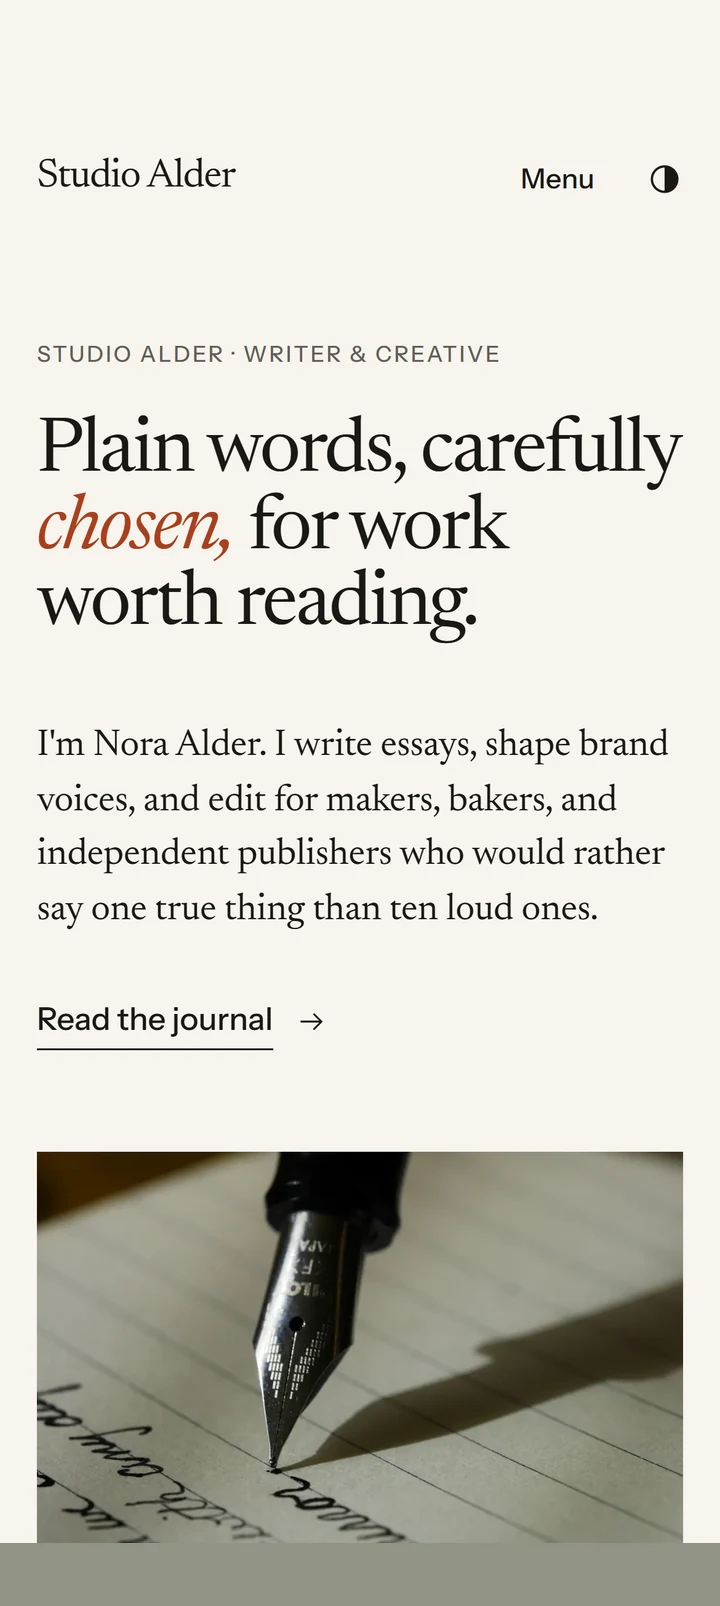 Studio Alder
Menu
STUDIO ALDER · WRITER & CREATIVE
Plain words, carefully
chosen, for work
worth reading.
I'm Nora Alder. I write essays, shape brand
voices, and edit for makers, bakers, and
independent publishers who would rather
say one true thing than ten loud ones.
Read the journal →
with any